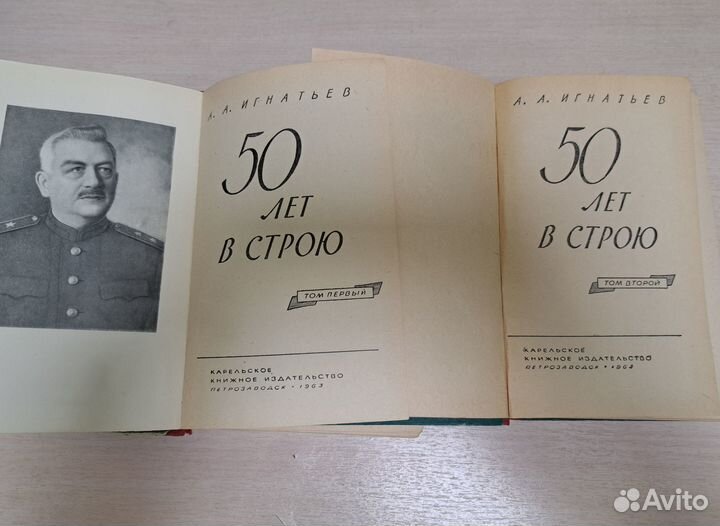 А. А. ИГНАТЬЕВ
50
ЛЕТ
В СТРОЮ
ТОМ ПЕРВЫЙ
КАРЕЛЬСКОЕ
КНИЖНОЕ ИЗДАТЕЛЬСТВО
ПЕТРОЗАВОДСК • 1963
А. А. ИГНАТЬЕВ
50
ЛЕТ
В СТРОЮ
ТОМ ВТОРОЙ
КАРЕЛЬСКОЕ
КНИЖНОЕ ИЗДАТЕЛЬСТВО
ПЕТРОЗАВОДСК • 1963
Avito